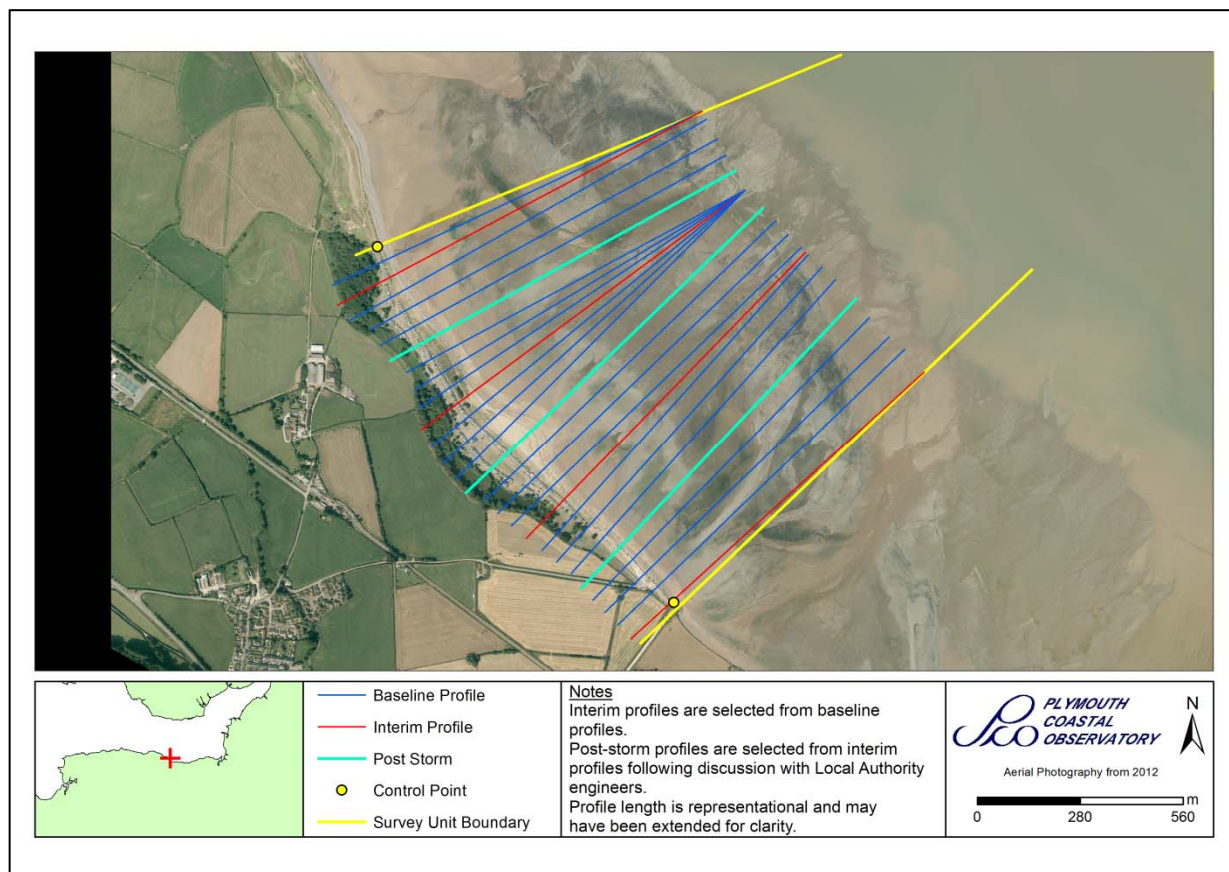 Baseline Profile
Interim Profile
Post Storm
Control Point
Survey Unit Boundary
Notes
Interim profiles are selected from baseline
profiles.
Post-storm profiles are selected from interim
profiles following discussion with Local Authority
engineers.
Profile length is representational and may
have been extended for clarity.
PLYMOUTH
COASTAL
OBSERVATORY
N
Aerial Photography from 2012
m
0 280 560